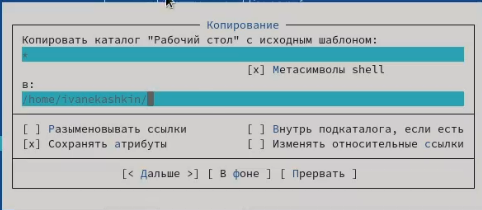 Копирование
Копировать каталог "Рабочий стол" с исходным шаблоном:
*
[x] Метасимволы shell
в:
/home/ivanekashkin/
[ ] Разыменовывать ссылки [ ] Внутрь подкаталога, если есть
[x] Сохранять атрибуты [ ] Изменять относительные ссылки
[< Дальше >] [ В фоне ] [ Прервать ]